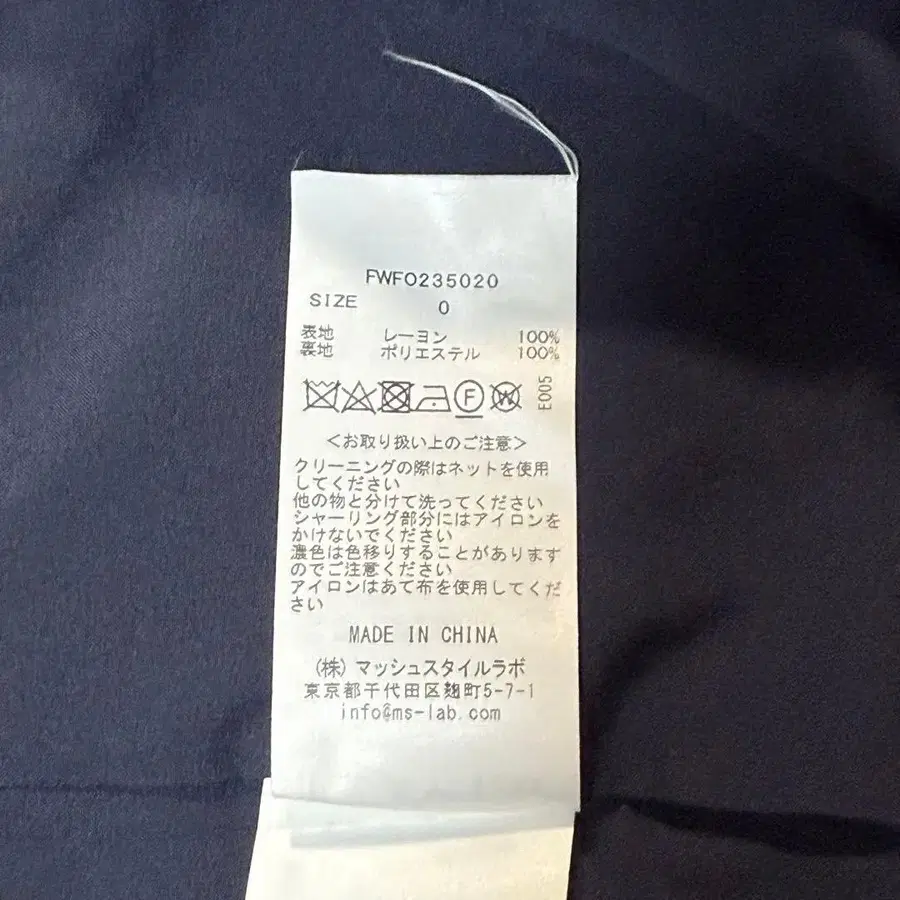 FWFO235020
SIZE 0
表地 レーヨン 100%
裏地 ポリエステル 100%
F W E005
＜お取り扱い上のご注意＞
クリーニングの際はネットを使用
してください
他の物と分けて洗ってください
シャーリング部分にはアイロンを
かけないでください
濃色は色移りすることがあります
のでご注意ください
アイロンはあて布を使用してくだ
さい
MADE IN CHINA
(株)マッシュスタイルラボ
東京都千代田区麹町5-7-1
info@ms-lab.com